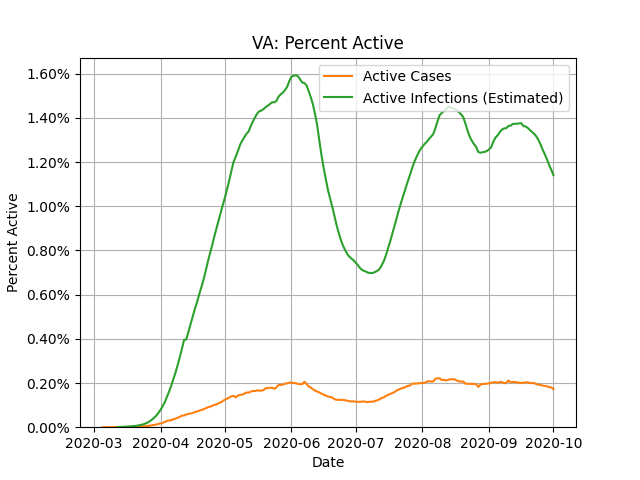 VA: Percent Active
Active Cases
Active Infections (Estimated)
Percent Active
1.60%
1.40%
1.20%
1.00%
0.80%
0.60%
0.40%
0.20%
0.00%
2020-03 2020-04 2020-05 2020-06 2020-07 2020-08 2020-09 2020-10
Date